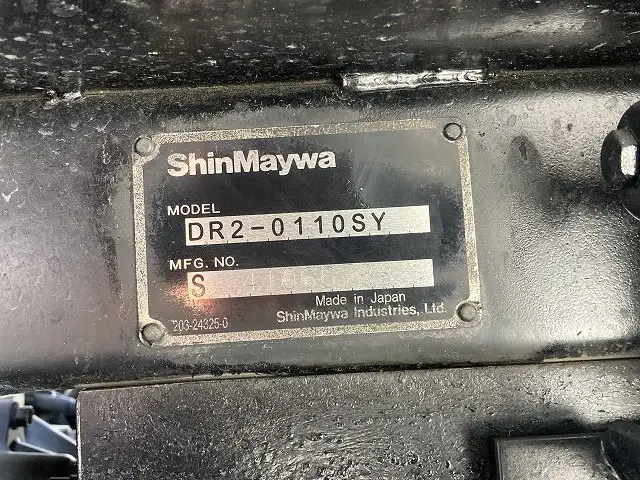 ShinMaywa
MODEL
DR2-0110SY
MFG. NO.
S
Made in Japan
203-24325-0
ShinMaywa Industries, Ltd.